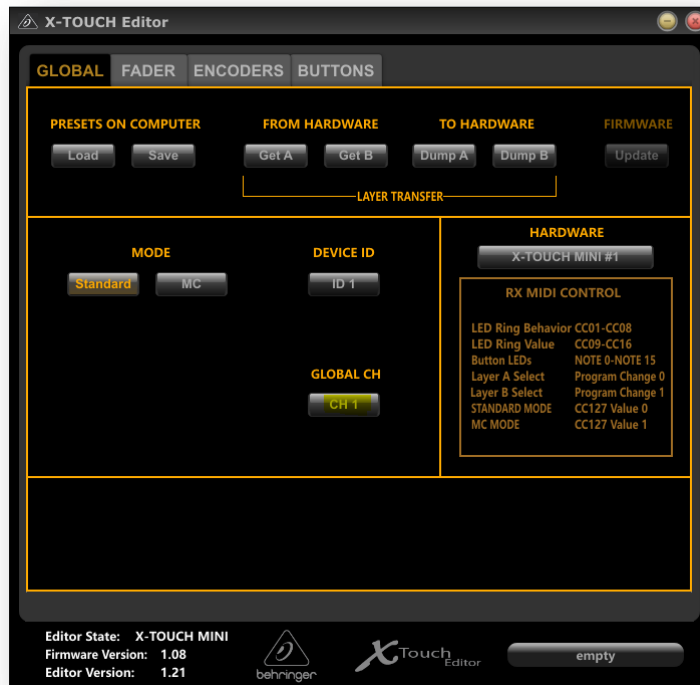 X-TOUCH Editor
GLOBAL FADER ENCODERS BUTTONS
PRESETS ON COMPUTER FROM HARDWARE TO HARDWARE FIRMWARE
Load Save Get A Get B Dump A Dump B Update
LAYER TRANSFER
HARDWARE
MODE DEVICE ID
X-TOUCH MINI #1
Standard MC ID 1
RX MIDI CONTROL
LED Ring Behavior CC01-CC08
LED Ring Value CC09-CC16
Button LEDs NOTE 0-NOTE 15
Layer A Select Program Change 0
Layer B Select Program Change 1
STANDARD MODE CC127 Value 0
MC MODE CC127 Value 1
GLOBAL CH
CH 1
Editor State: X-TOUCH MINI
Firmware Version: 1.08
Editor Version: 1.21
behringer
X Touch Editor
empty